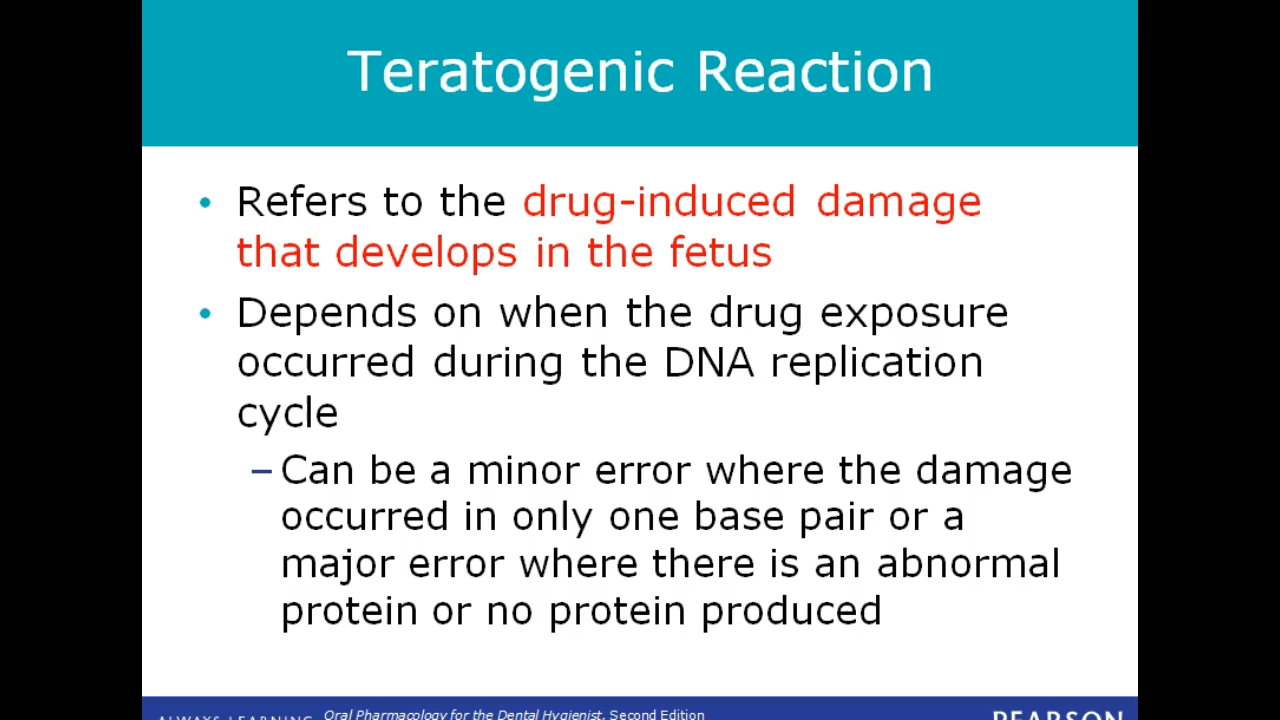 Teratogenic Reaction
• Refers to the drug-induced damage
that develops in the fetus
• Depends on when the drug exposure
occurred during the DNA replication
cycle
– Can be a minor error where the damage
occurred in only one base pair or a
major error where there is an abnormal
protein or no protein produced
ALWAYS LEARNING Oral Pharmacology for the Dental Hygienist, Second Edition PEARSON